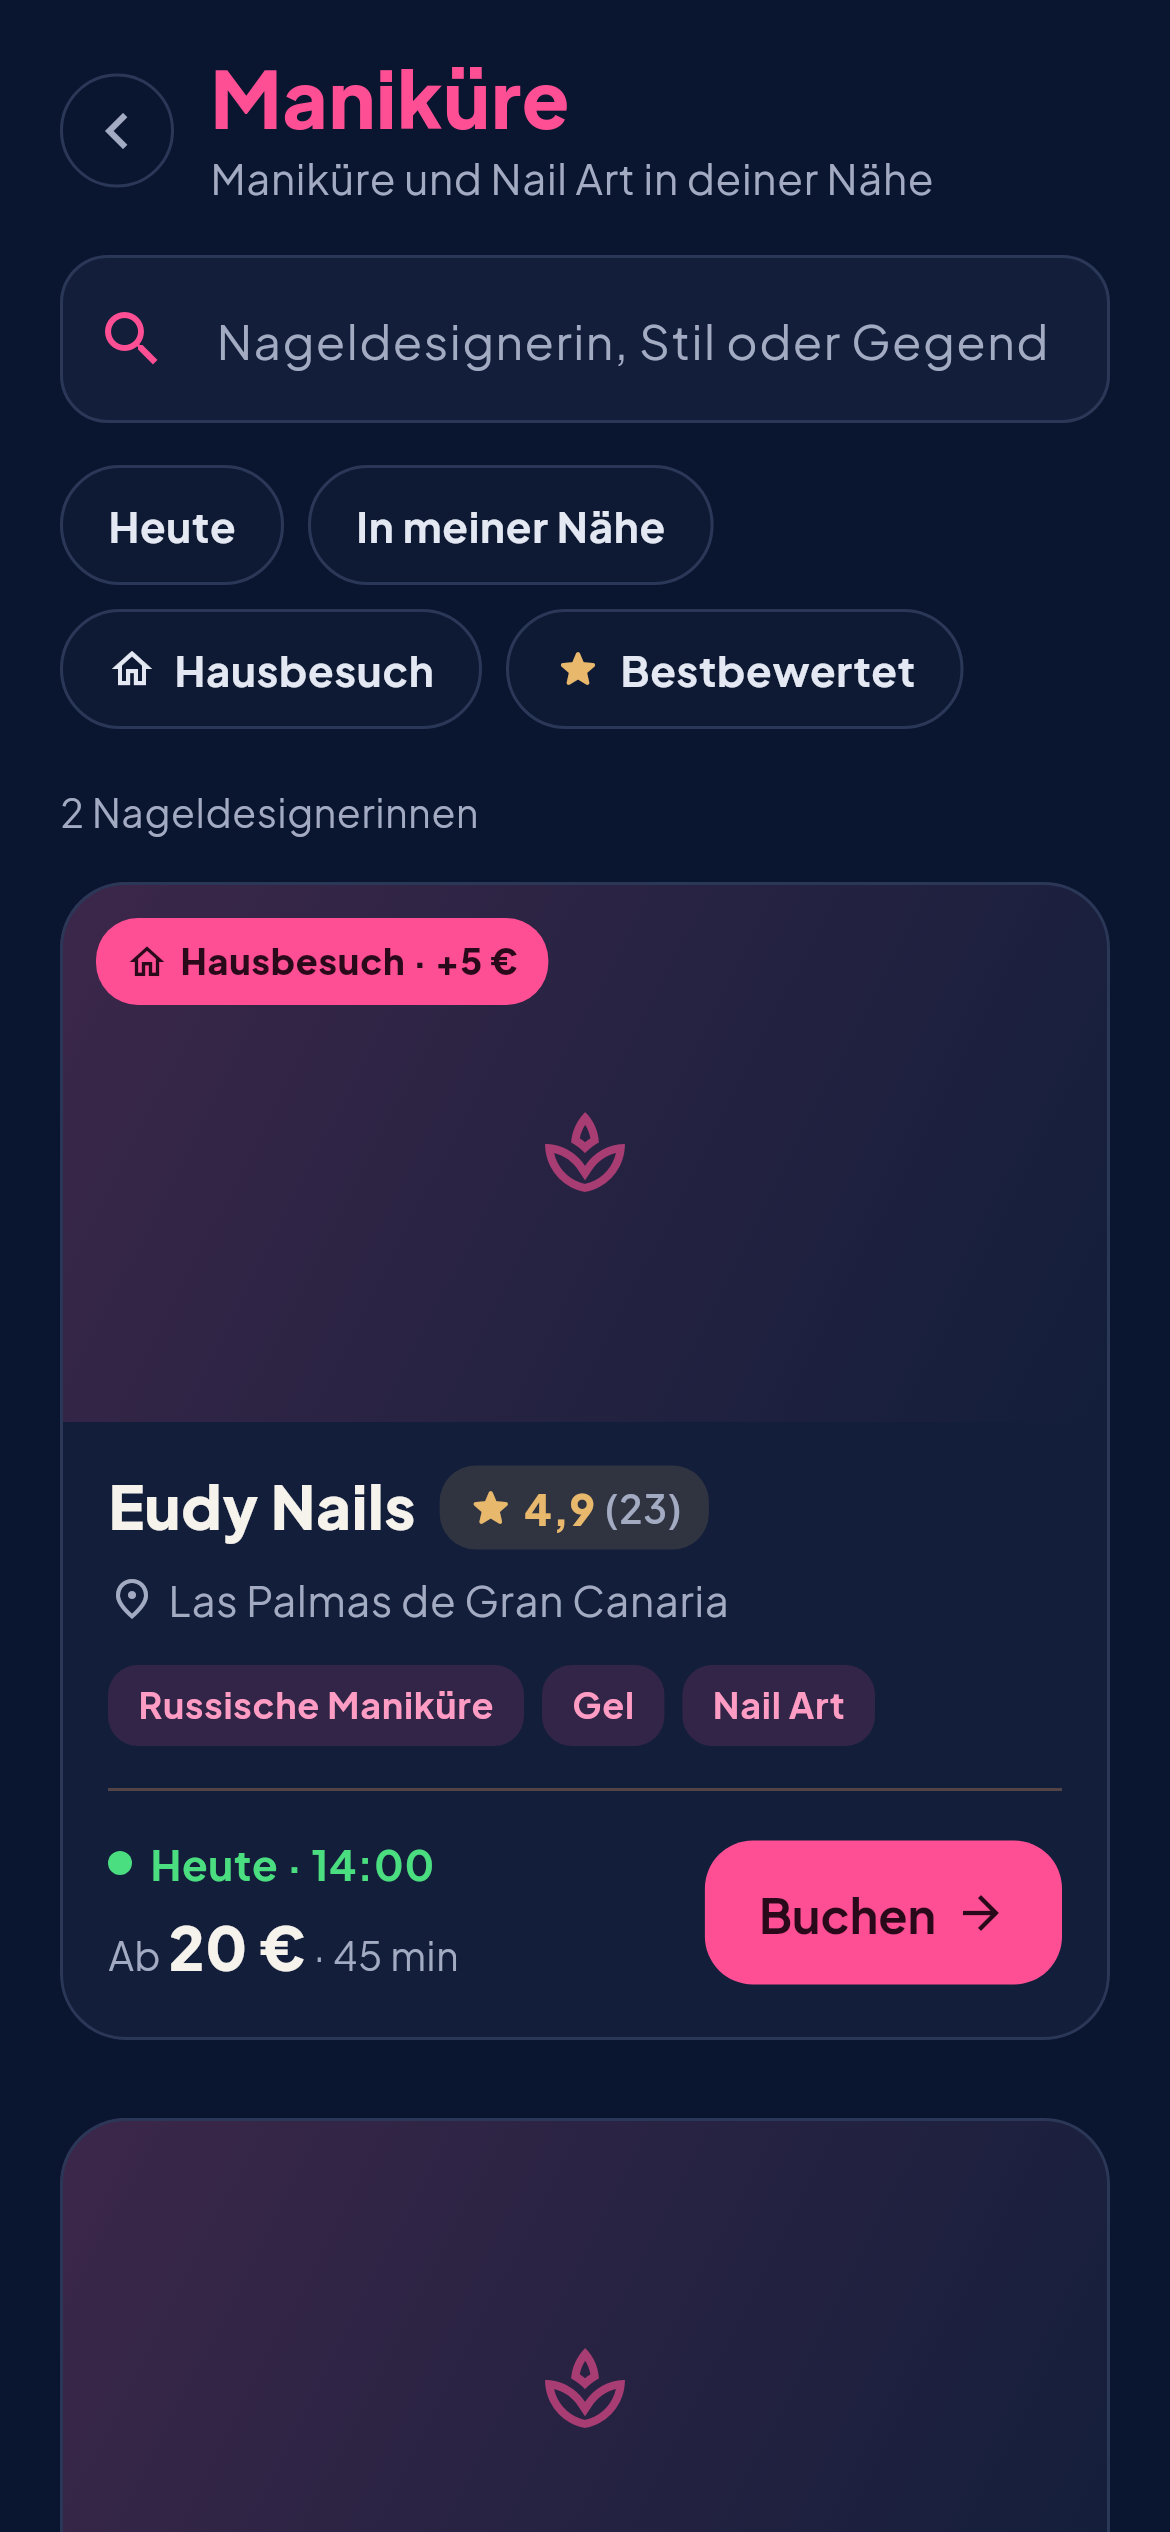 Maniküre
Maniküre und Nail Art in deiner Nähe
Nageldesignerin, Stil oder Gegend
Heute
In meiner Nähe
Hausbesuch
Bestbewertet
2 Nageldesignerinnen
Hausbesuch · +5 €
Eudy Nails
4,9 (23)
Las Palmas de Gran Canaria
Russische Maniküre
Gel
Nail Art
Heute · 14:00
Ab 20 € · 45 min
Buchen